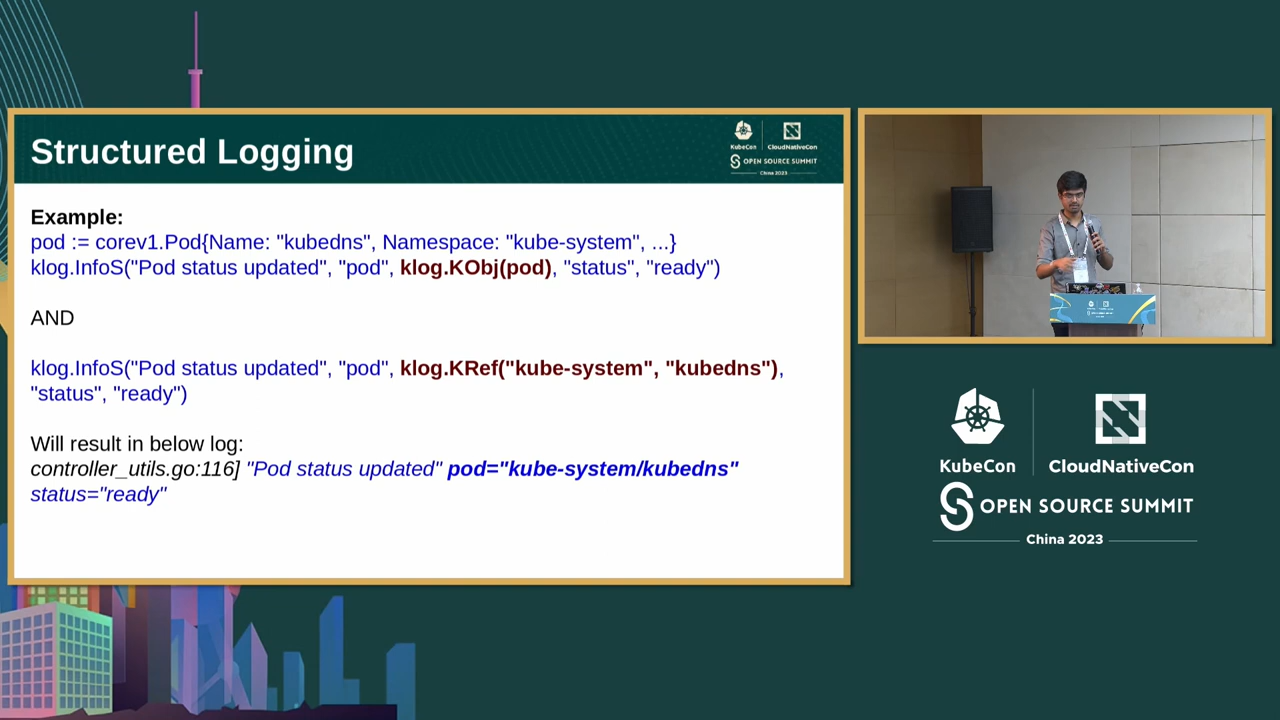 Structured Logging
KubeCon
CloudNativeCon
OPEN SOURCE SUMMIT
China 2023
Example:
pod := corev1.Pod{Name: "kubedns", Namespace: "kube-system", ...}
klog.InfoS("Pod status updated", "pod", klog.KObj(pod), "status", "ready")
AND
klog.InfoS("Pod status updated", "pod", klog.KRef("kube-system", "kubedns"),
"status", "ready")
Will result in below log:
controller_utils.go:116] "Pod status updated" pod="kube-system/kubedns"
status="ready"
KubeCon
CloudNativeCon
OPEN SOURCE SUMMIT
China 2023